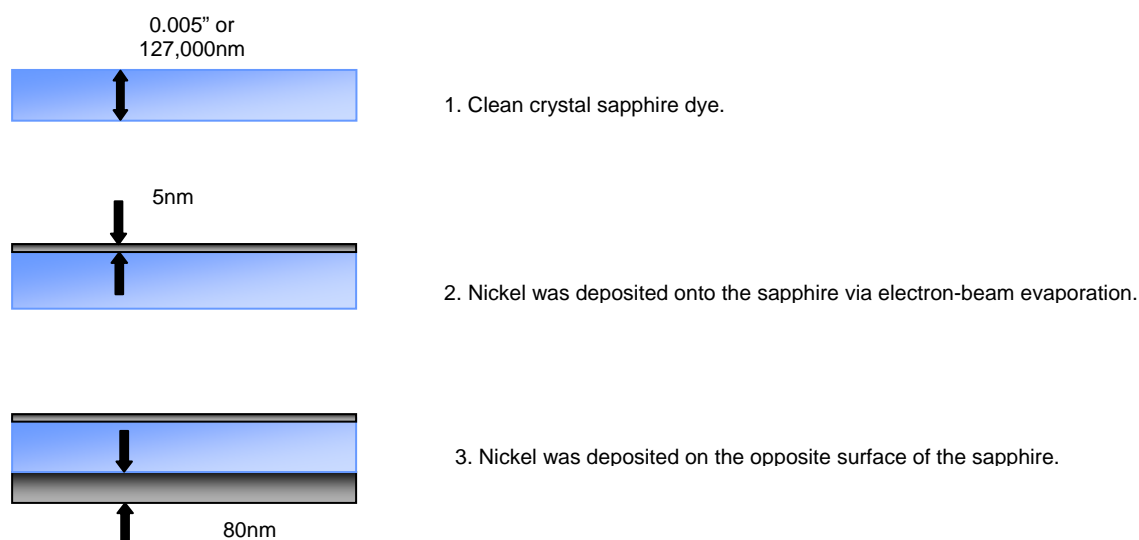 0.005” or
127,000nm
1. Clean crystal sapphire dye.
5nm
2. Nickel was deposited onto the sapphire via electron-beam evaporation.
3. Nickel was deposited on the opposite surface of the sapphire.
80nm